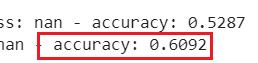 ss: nan - accuracy: 0.5287
nan - accuracy: 0.6092